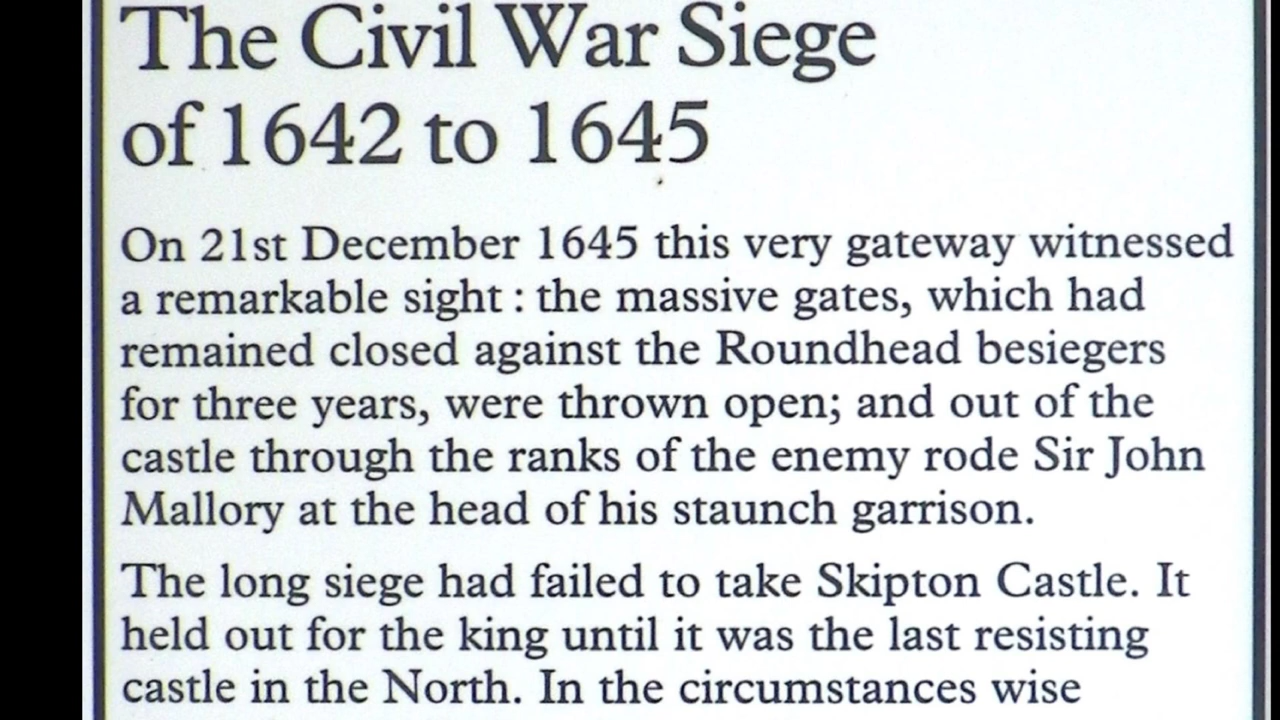 The Civil War Siege
of 1642 to 1645
On 21st December 1645 this very gateway witnessed
a remarkable sight : the massive gates, which had
remained closed against the Roundhead besiegers
for three years, were thrown open; and out of the
castle through the ranks of the enemy rode Sir John
Mallory at the head of his staunch garrison.
The long siege had failed to take Skipton Castle. It
held out for the king until it was the last resisting
castle in the North. In the circumstances wise